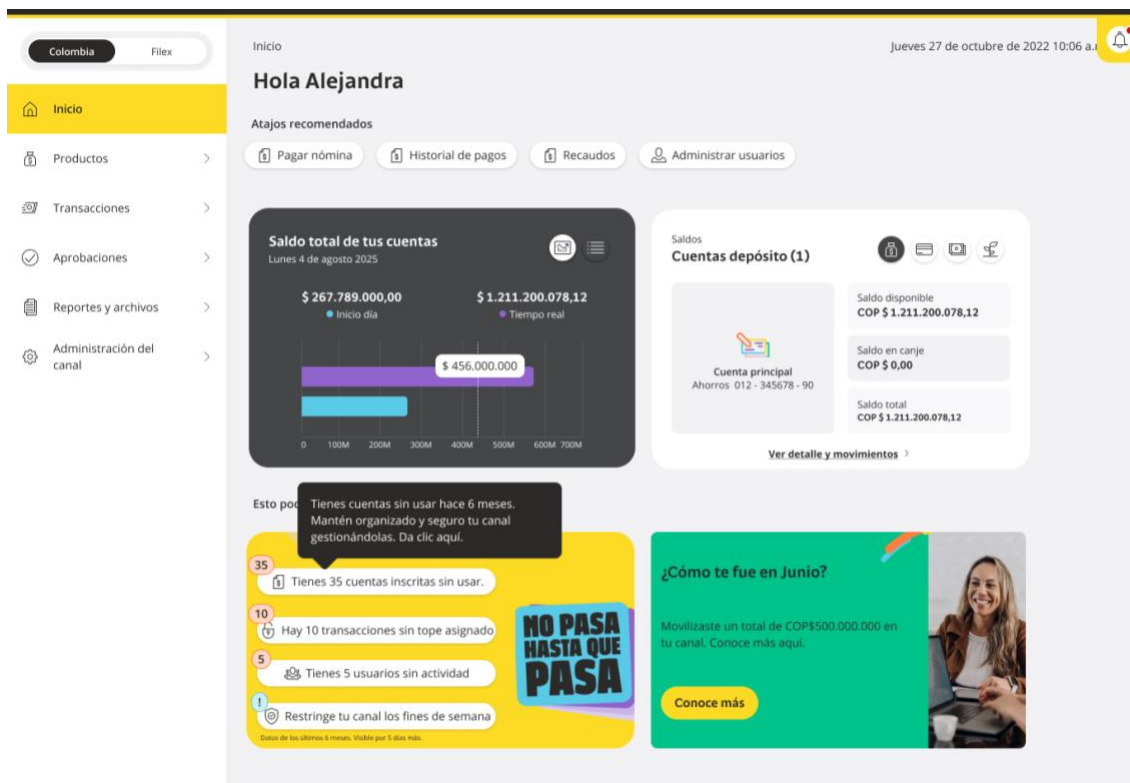 Colombia
Filex
Inicio
Productos
Transacciones
Aprobaciones
Reportes y archivos
Administración del
canal
Inicio
Jueves 27 de octubre de 2022 10:06 a.
Hola Alejandra
Atajos recomendados
Pagar nómina
Historial de pagos
Recaudos
Administrar usuarios
Saldo total de tus cuentas
Lunes 4 de agosto 2025
$ 267.789.000,00
Inicio día
$ 1.211.200.078,12
Tiempo real
$ 456.000.000
0 100M 200M 300M 400M 500M 600M 700M
Saldos
Cuentas depósito (1)
Cuenta principal
Ahorros 012 - 345678 - 90
Saldo disponible
COP $ 1.211.200.078,12
Saldo en canje
COP $ 0,00
Saldo total
COP $ 1.211.200.078,12
Ver detalle y movimientos
Esto
Tienes cuentas sin usar hace 6 meses.
Mantén organizado y seguro tu canal
gestionándolas. Da clic aquí.
35
Tienes 35 cuentas inscritas sin usar.
10
Hay 10 transacciones sin tope asignado
5
Tienes 5 usuarios sin actividad
!
Restringe tu canal los fines de semana
Datos de los últimos 6 meses. Visible por 5 días más.
NO PASA
HASTA QUE
PASA
¿Cómo te fue en Junio?
Movilizaste un total de COP$500.000.000 en
tu canal. Conoce más aquí.
Conoce más